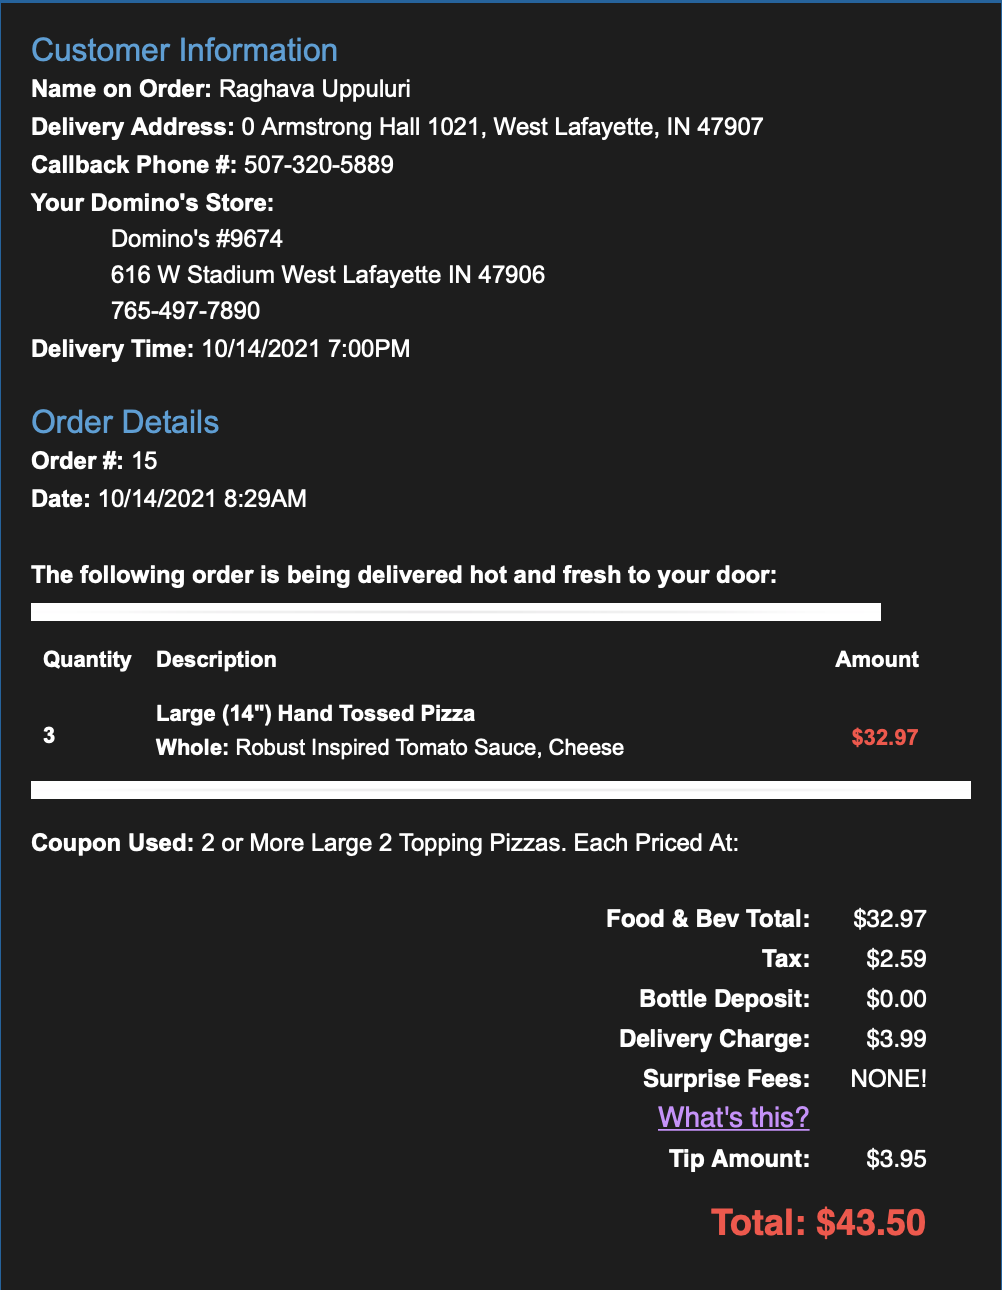 Customer Information
Name on Order: Raghava Uppuluri
Delivery Address: 0 Armstrong Hall 1021, West Lafayette, IN 47907
Callback Phone #: 507-320-5889
Your Domino's Store:
Domino's #9674
616 W Stadium West Lafayette IN 47906
765-497-7890
Delivery Time: 10/14/2021 7:00PM
Order Details
Order #: 15
Date: 10/14/2021 8:29AM
The following order is being delivered hot and fresh to your door:
Quantity Description Amount
Large (14") Hand Tossed Pizza
3 Whole: Robust Inspired Tomato Sauce, Cheese $32.97
Coupon Used: 2 or More Large 2 Topping Pizzas. Each Priced At:
Food & Bev Total: $32.97
Tax: $2.59
Bottle Deposit: $0.00
Delivery Charge: $3.99
Surprise Fees: NONE!
What's this?
Tip Amount: $3.95
Total: $43.50